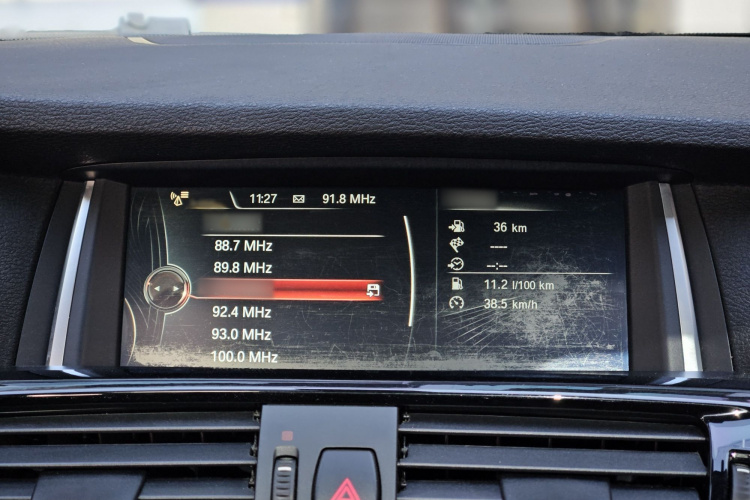 11:27 91.8 MHz
88.7 MHz
89.8 MHz
92.4 MHz
93.0 MHz
100.0 MHz
36 km
----
--:--
11.2 l/100 km
38.5 km/h